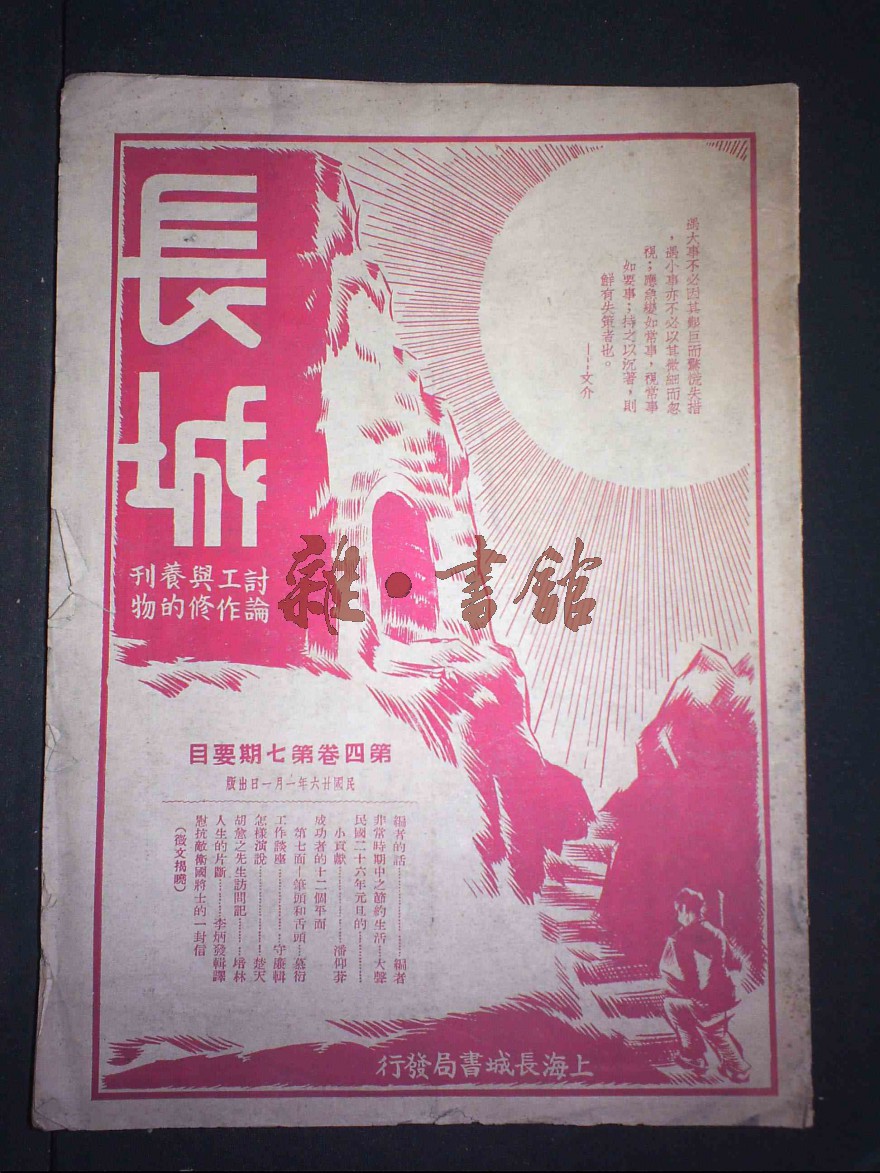 長城
討論
工作
與修
養的
刊物
遇大事不必因其艱巨而驚慌失措
，遇小事亦不必以其微細而忽
視；應急變如常事，視常事
如要事；持之以沉著，則
鮮有失策者也。
——文介
雜·書館
第四卷第七期要目
民國廿六年一月一日出版
編者的話……編者
非常時期中之節約生活……大聲
民國二十六年元旦的……
小貢獻……潘仰莽
成功者的十二個平面
第七面—筆頭和舌頭…慕衍
工作談座……守廉輯
怎樣演說……楚天
胡愈之先生訪問記……培林
人生的片斷……李炳發輯譯
慰抗敵衛國將士的一封信
（徵文揭曉）
上海長城書局發行